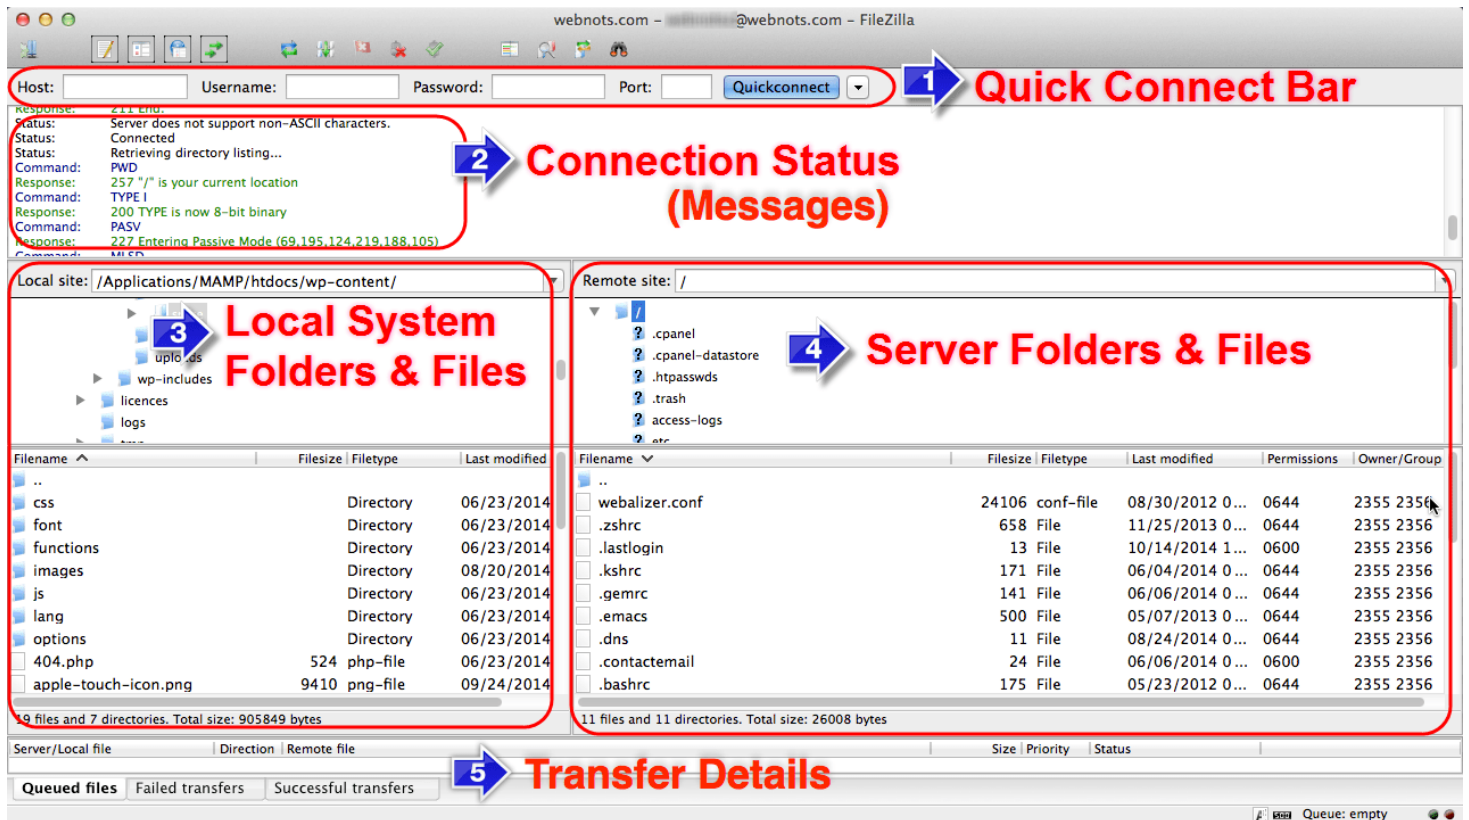 webnots.com – @webnots.com – FileZilla
Host: Username: Password: Port: Quickconnect
1 Quick Connect Bar
Response: 211 End.
Status: Server does not support non-ASCII characters.
Status: Connected
Status: Retrieving directory listing...
Command: PWD
Response: 257 "/" is your current location
Command: TYPE I
Response: 200 TYPE is now 8-bit binary
Command: PASV
Response: 227 Entering Passive Mode (69,195,124,219,188,105)
Command: MLSD
2 Connection Status
(Messages)
Local site: /Applications/MAMP/htdocs/wp-content/
3 Local System
Folders & Files
uploads
wp-includes
licences
logs
tmp
Filename Filesize Filetype Last modified
..
css Directory 06/23/2014
font Directory 06/23/2014
functions Directory 06/23/2014
images Directory 08/20/2014
js Directory 06/23/2014
lang Directory 06/23/2014
options Directory 06/23/2014
404.php 524 php-file 06/23/2014
apple-touch-icon.png 9410 png-file 09/24/2014
19 files and 7 directories. Total size: 905849 bytes
Remote site: /
/
? .cpanel
? .cpanel-datastore
? .htpasswds
? .trash
? access-logs
? etc
4 Server Folders & Files
Filename Filesize Filetype Last modified Permissions Owner/Group
..
webalizer.conf 24106 conf-file 08/30/2012 0... 0644 2355 2356
.zshrc 658 File 11/25/2013 0... 0644 2355 2356
.lastlogin 13 File 10/14/2014 1... 0600 2355 2356
.kshrc 171 File 06/04/2014 0... 0644 2355 2356
.gemrc 141 File 06/06/2014 0... 0644 2355 2356
.emacs 500 File 05/07/2013 0... 0644 2355 2356
.dns 11 File 08/24/2014 0... 0644 2355 2356
.contactemail 24 File 06/06/2014 0... 0600 2355 2356
.bashrc 175 File 05/23/2012 0... 0644 2355 2356
11 files and 11 directories. Total size: 26008 bytes
Server/Local file Direction Remote file Size Priority Status
5 Transfer Details
Queued files Failed transfers Successful transfers
Queue: empty